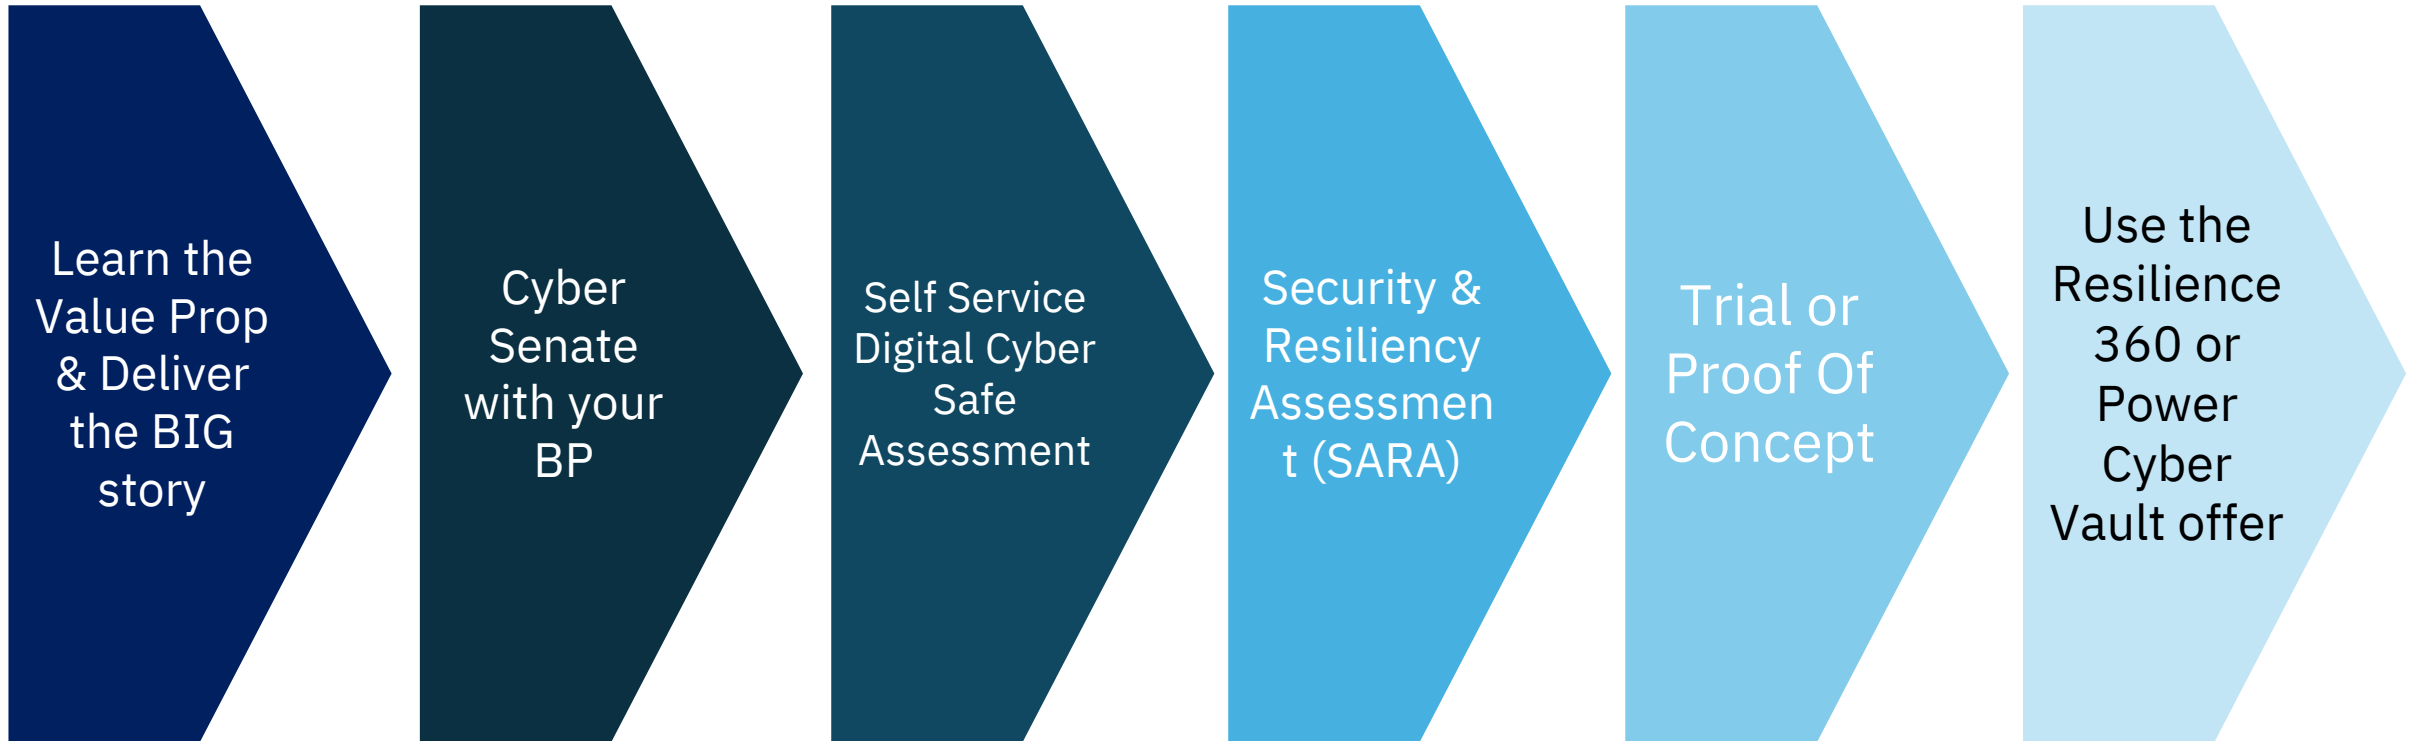 Learn the
Value Prop
& Deliver
the BIG
story
Cyber
Senate
with your
BP
Self Service
Digital Cyber
Safe
Assessment
Security &
Resiliency
Assessmen
t (SARA)
Trial or
Proof Of
Concept
Use the
Resilience
360 or
Power
Cyber
Vault offer